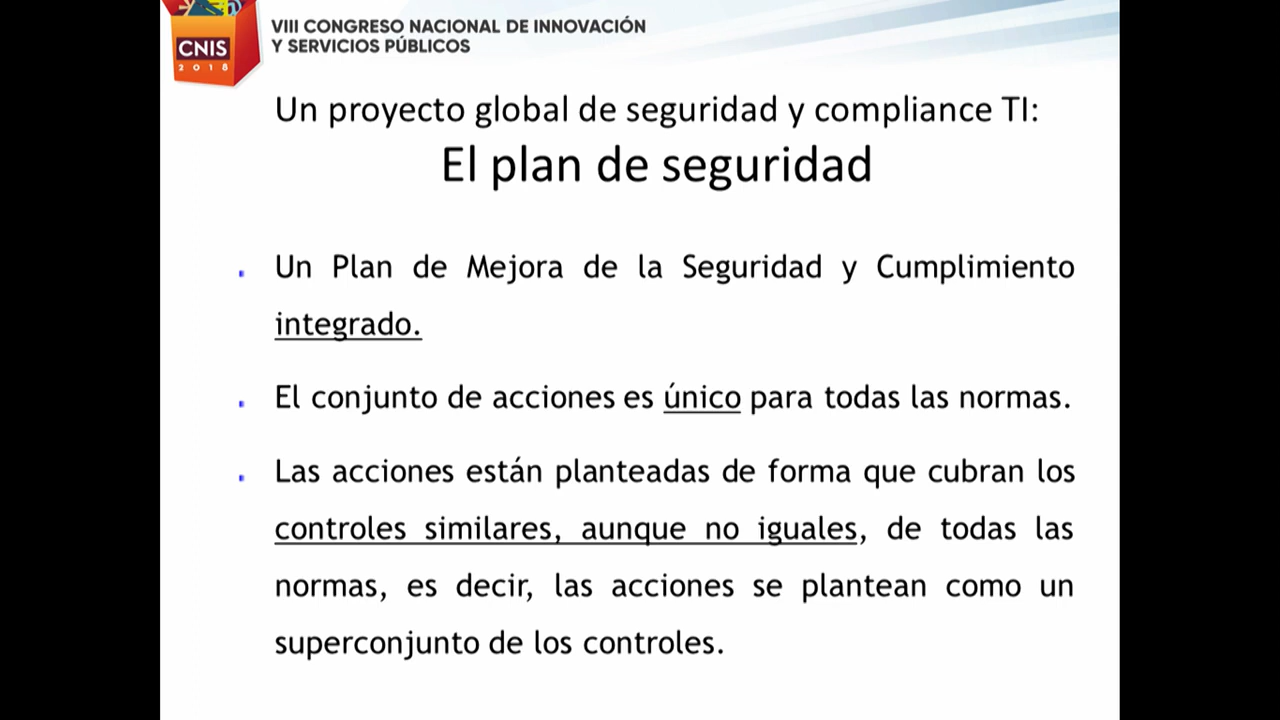 CNIS
2018
VIII CONGRESO NACIONAL DE INNOVACIÓN
Y SERVICIOS PÚBLICOS
Un proyecto global de seguridad y compliance TI:
El plan de seguridad
Un Plan de Mejora de la Seguridad y Cumplimiento
integrado.
El conjunto de acciones es único para todas las normas.
Las acciones están planteadas de forma que cubran los
controles similares, aunque no iguales, de todas las
normas, es decir, las acciones se plantean como un
superconjunto de los controles.